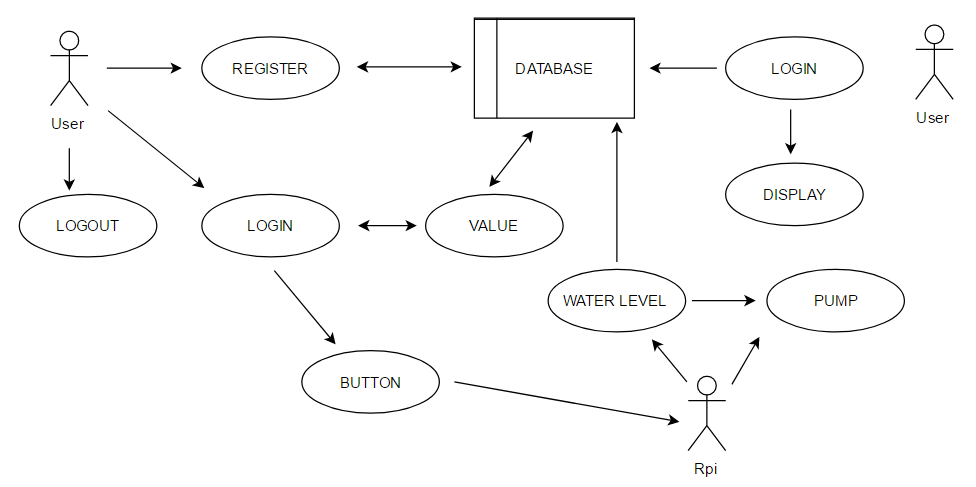 REGISTER
DATABASE
LOGIN
User
User
DISPLAY
LOGOUT
LOGIN
VALUE
WATER LEVEL
PUMP
BUTTON
Rpi